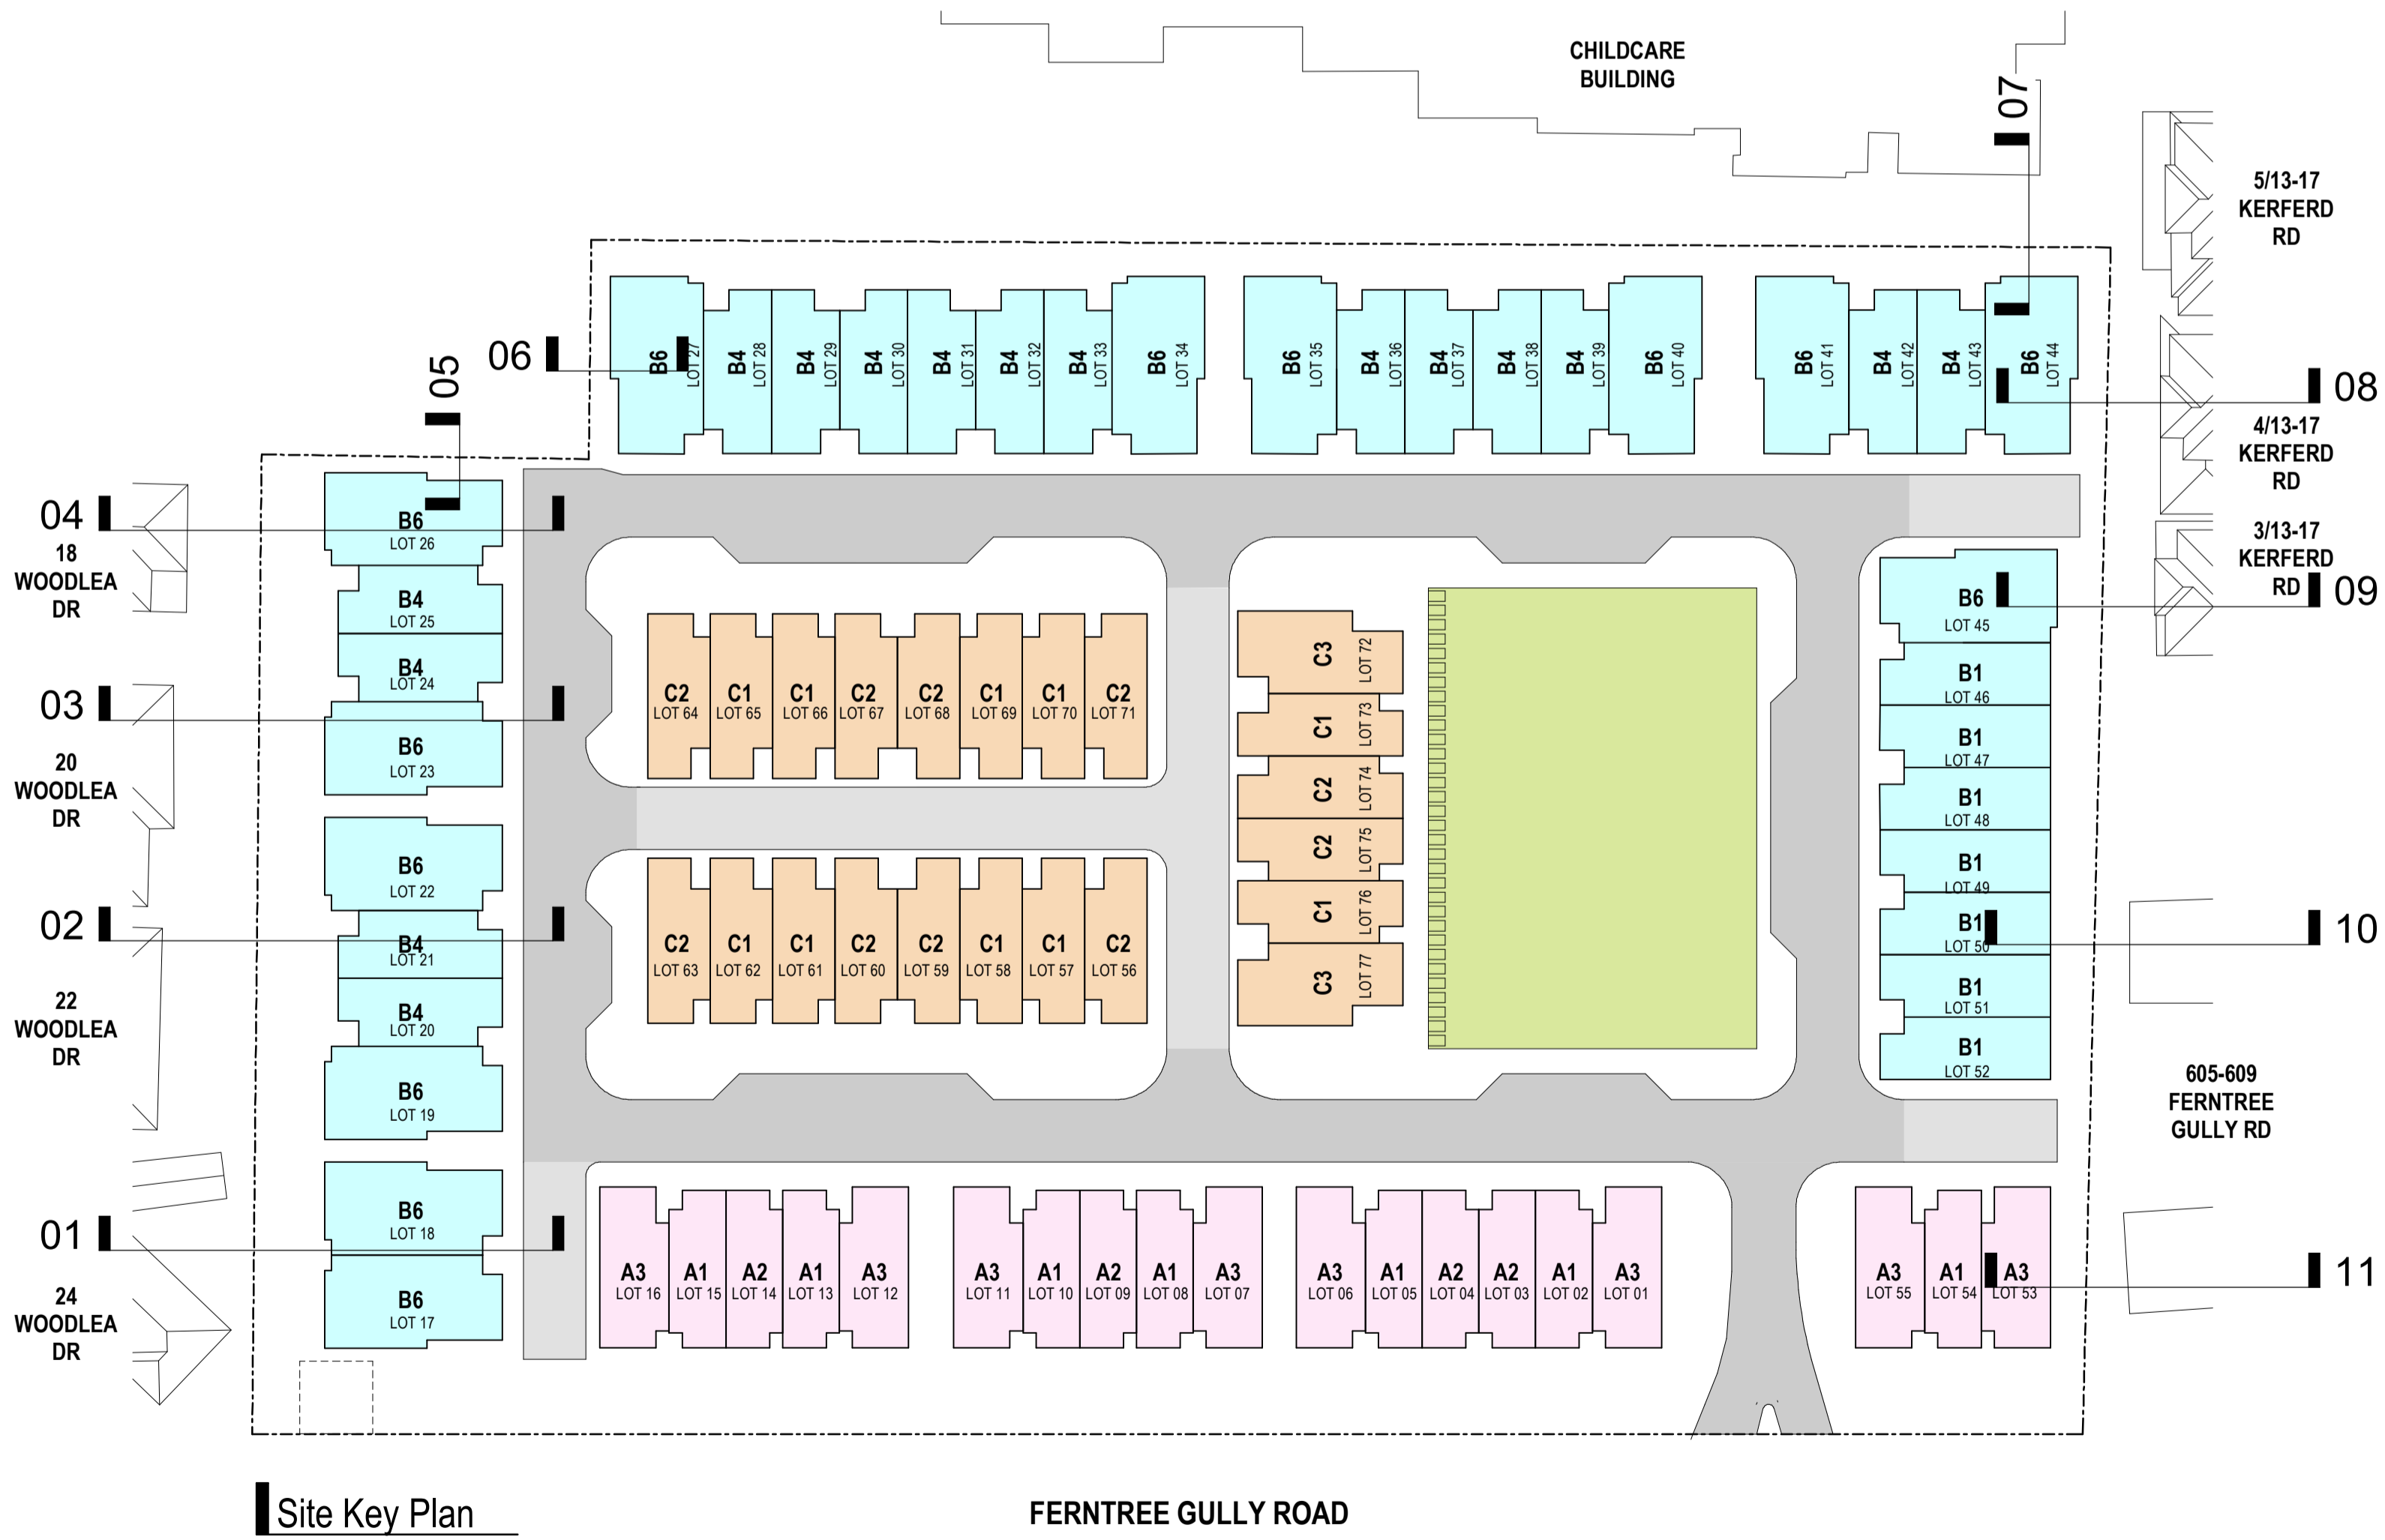 CHILDCARE
BUILDING
07
5/13-17
KERFERD
RD
06
05
B6
LOT 27
B4
LOT 28
B4
LOT 29
B4
LOT 30
B4
LOT 31
B4
LOT 32
B4
LOT 33
B6
LOT 34
B6
LOT 35
B4
LOT 36
B4
LOT 37
B4
LOT 38
B4
LOT 39
B6
LOT 40
B6
LOT 41
B4
LOT 42
B4
LOT 43
B6
LOT 44
08
4/13-17
KERFERD
RD
3/13-17
KERFERD
RD
09
04
18
WOODLEA
DR
03
20
WOODLEA
DR
02
22
WOODLEA
DR
01
24
WOODLEA
DR
B6
LOT 26
B4
LOT 25
B4
LOT 24
B6
LOT 23
B6
LOT 22
B4
LOT 21
B4
LOT 20
B6
LOT 19
B6
LOT 18
B6
LOT 17
C2
LOT 64
C1
LOT 65
C1
LOT 66
C2
LOT 67
C2
LOT 68
C1
LOT 69
C1
LOT 70
C2
LOT 71
C2
LOT 63
C1
LOT 62
C1
LOT 61
C2
LOT 60
C2
LOT 59
C1
LOT 58
C1
LOT 57
C2
LOT 56
C3
LOT 72
C1
LOT 73
C2
LOT 74
C2
LOT 75
C1
LOT 76
C3
LOT 77
B6
LOT 45
B1
LOT 46
B1
LOT 47
B1
LOT 48
B1
LOT 49
B1
LOT 50
B1
LOT 51
B1
LOT 52
10
605-609
FERNTREE
GULLY RD
11
A3
LOT 16
A1
LOT 15
A2
LOT 14
A1
LOT 13
A3
LOT 12
A3
LOT 11
A1
LOT 10
A2
LOT 09
A1
LOT 08
A3
LOT 07
A3
LOT 06
A1
LOT 05
A2
LOT 04
A2
LOT 03
A1
LOT 02
A3
LOT 01
A3
LOT 55
A1
LOT 54
A3
LOT 53
Site Key Plan
FERNTREE GULLY ROAD